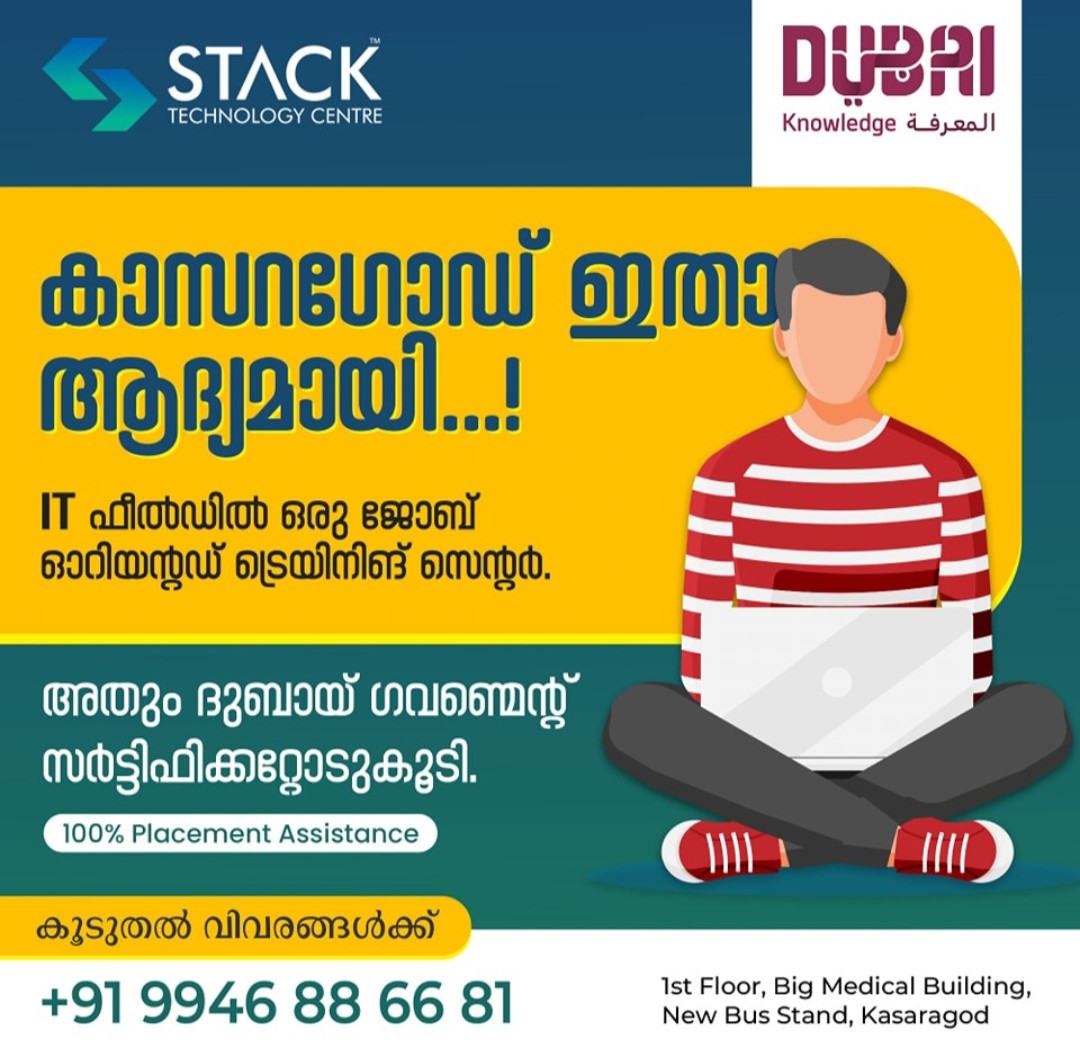 STACK™
TECHNOLOGY CENTRE
DUBAI
Knowledge المعرفة
കാസറഗോഡ് ഇതാ
ആദ്യമായി...!
IT ഫീൽഡിൽ ഒരു ജോബ്
ഓറിയന്റഡ് ട്രെയിനിങ് സെന്റർ.
അതും ദുബായ് ഗവണ്മെന്റ്
സർട്ടിഫിക്കറ്റോടുകൂടി.
100% Placement Assistance
കൂടുതൽ വിവരങ്ങൾക്ക്
+91 9946 88 66 81
1st Floor, Big Medical Building,
New Bus Stand, Kasaragod